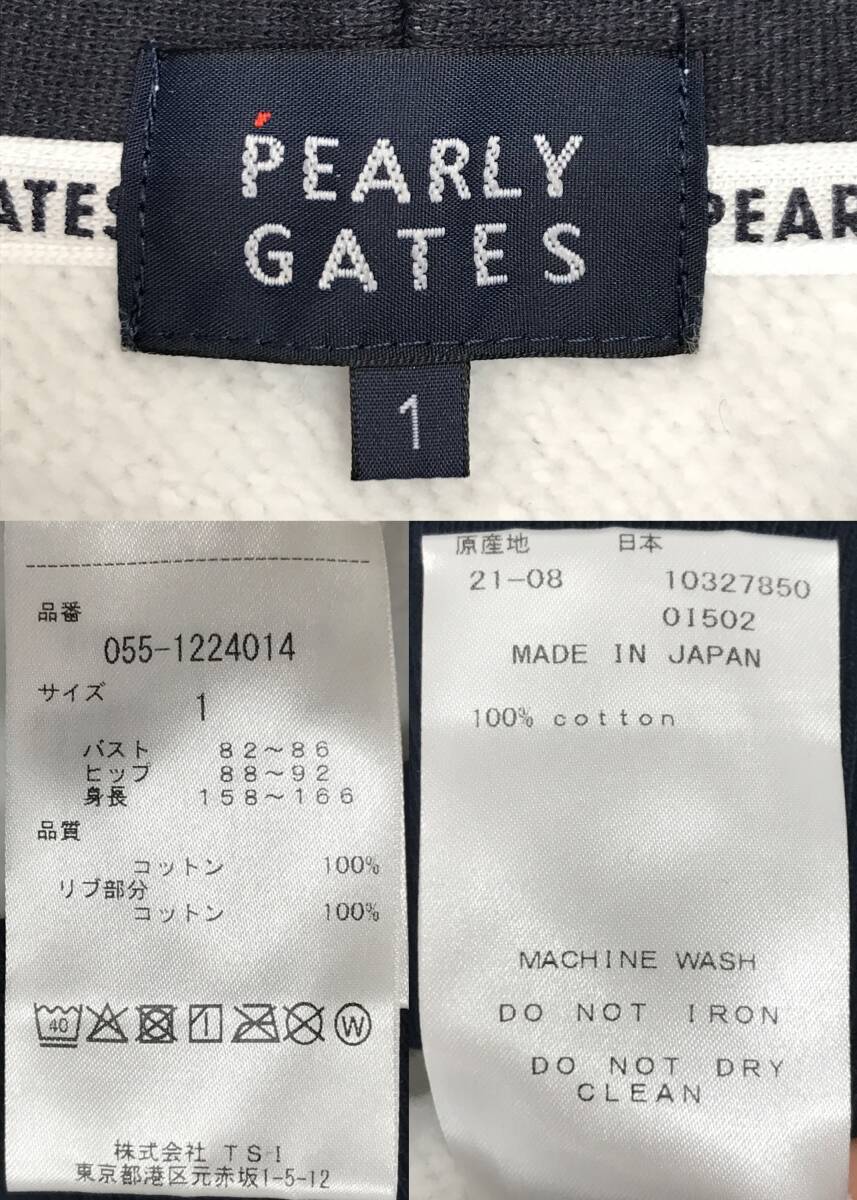 PEARLY
GATES
ATES
PEAR
1
品番
055-1224014
サイズ
1
バスト 82～86
ヒップ 88～92
身長 158～166
品質
コットン 100%
リブ部分
コットン 100%
40
W
株式会社 TSI
東京都港区元赤坂1-5-12
原産地 日本
21-08 10327850
01502
MADE IN JAPAN
100% cotton
MACHINE WASH
DO NOT IRON
DO NOT DRY
CLEAN